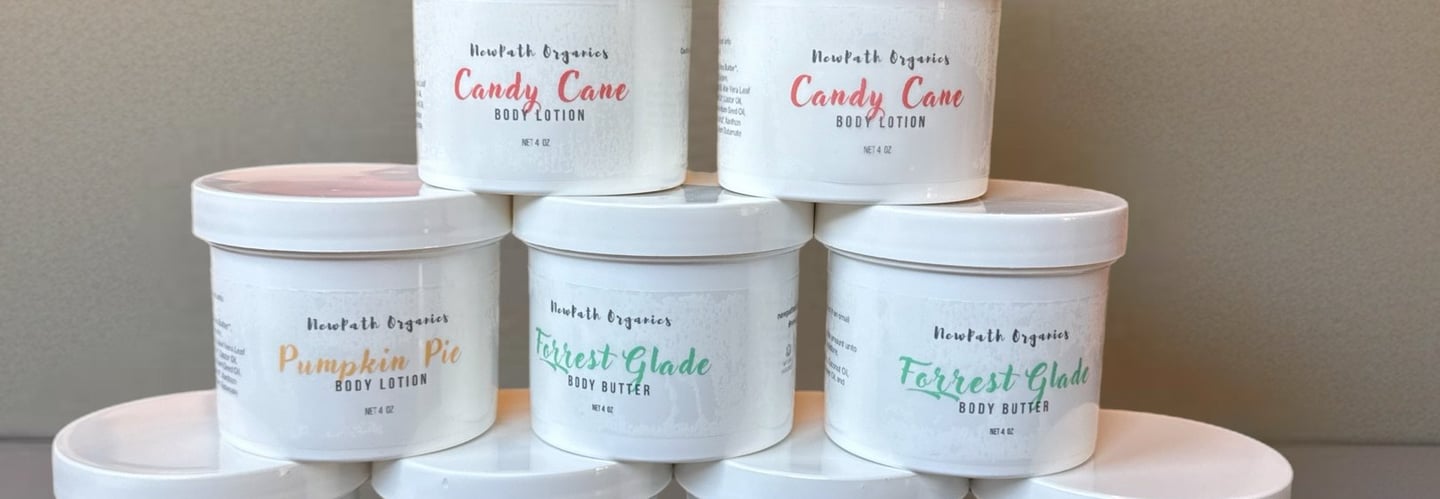 NewPath Organics
Candy Cane
BODY LOTION
NET 4 OZ
NewPath Organics
Candy Cane
BODY LOTION
NET 4 OZ
NewPath Organics
Pumpkin Pie
BODY LOTION
NET 4 OZ
NewPath Organics
Forrest Glade
BODY BUTTER
NET 4 OZ
NewPath Organics
Forrest Glade
BODY BUTTER
NET 4 OZ